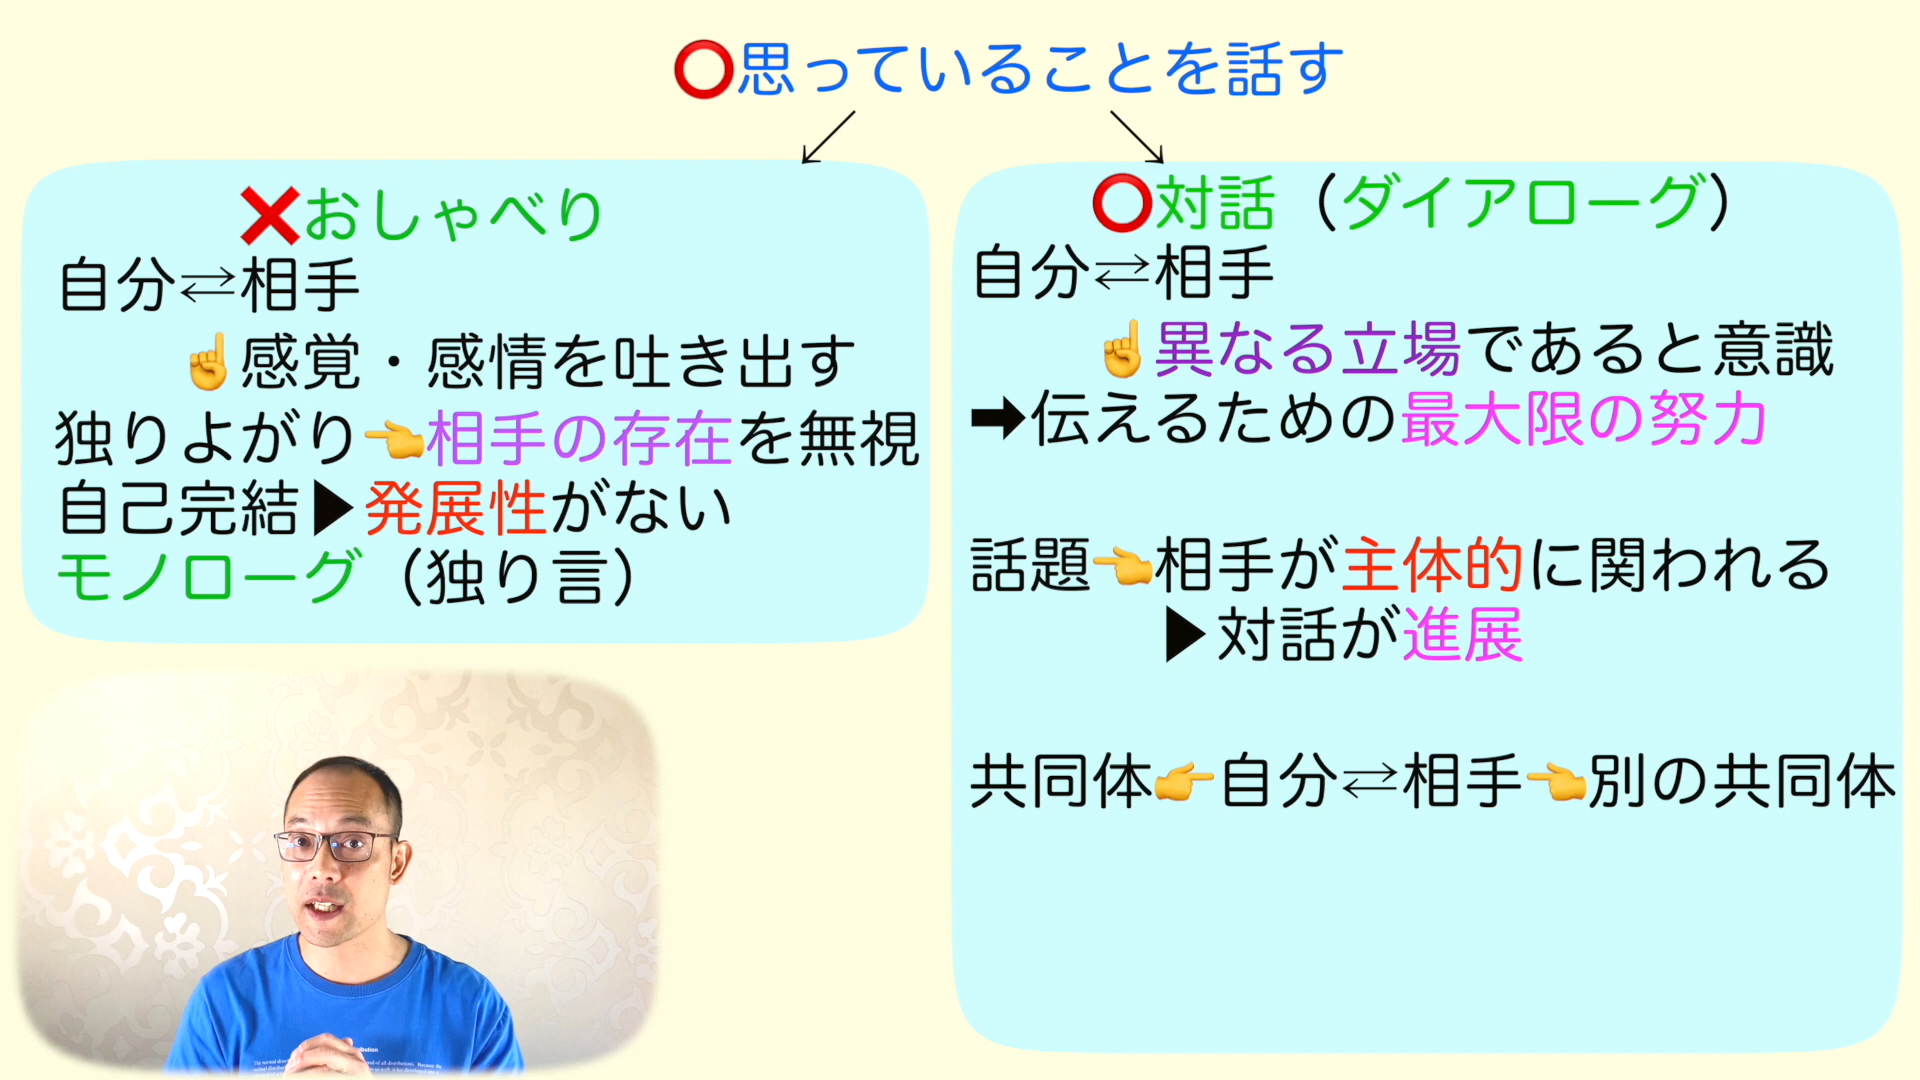 ⭕思っていることを話す
❌おしゃべり
自分⇄相手
☝感覚・感情を吐き出す
独りよがり👈相手の存在を無視
自己完結▶発展性がない
モノローグ（独り言）
⭕対話（ダイアローグ）
自分⇄相手
☝異なる立場であると意識
➡伝えるための最大限の努力
話題👈相手が主体的に関われる
▶対話が進展
共同体👉自分⇄相手👈別の共同体